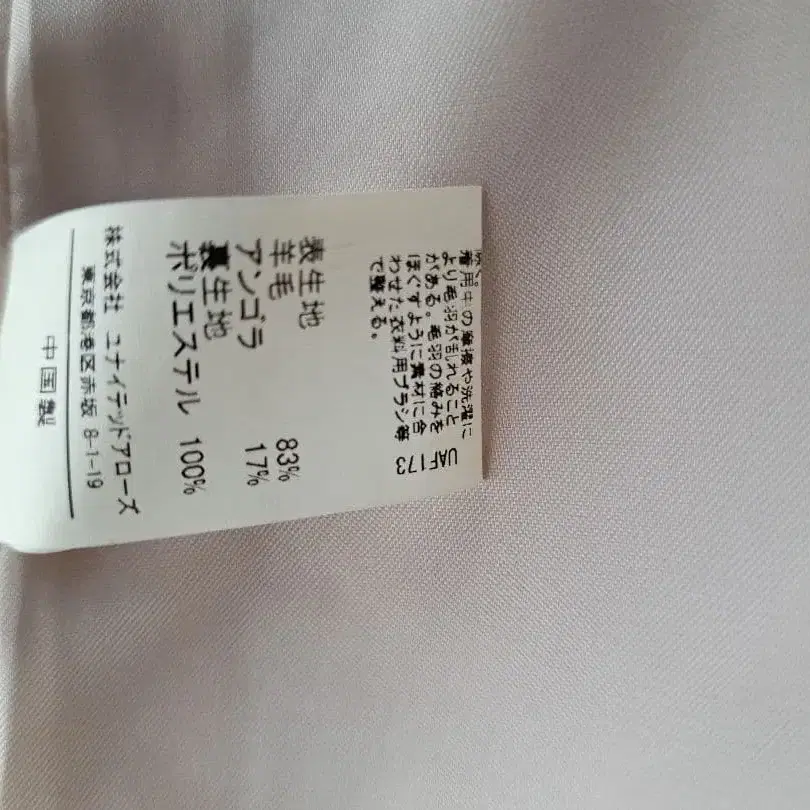 着用中の摩擦や洗濯に
より毛羽が乱れること
がある。毛羽の絡みを
ほぐすように素材に合
わせた衣料用ブラシ等
で整える。
UAF173
表生地
羊毛 83%
アンゴラ 17%
裏生地
ポリエステル 100%
株式会社 ユナイテッドアローズ
東京都港区赤坂 8-1-19
中国製